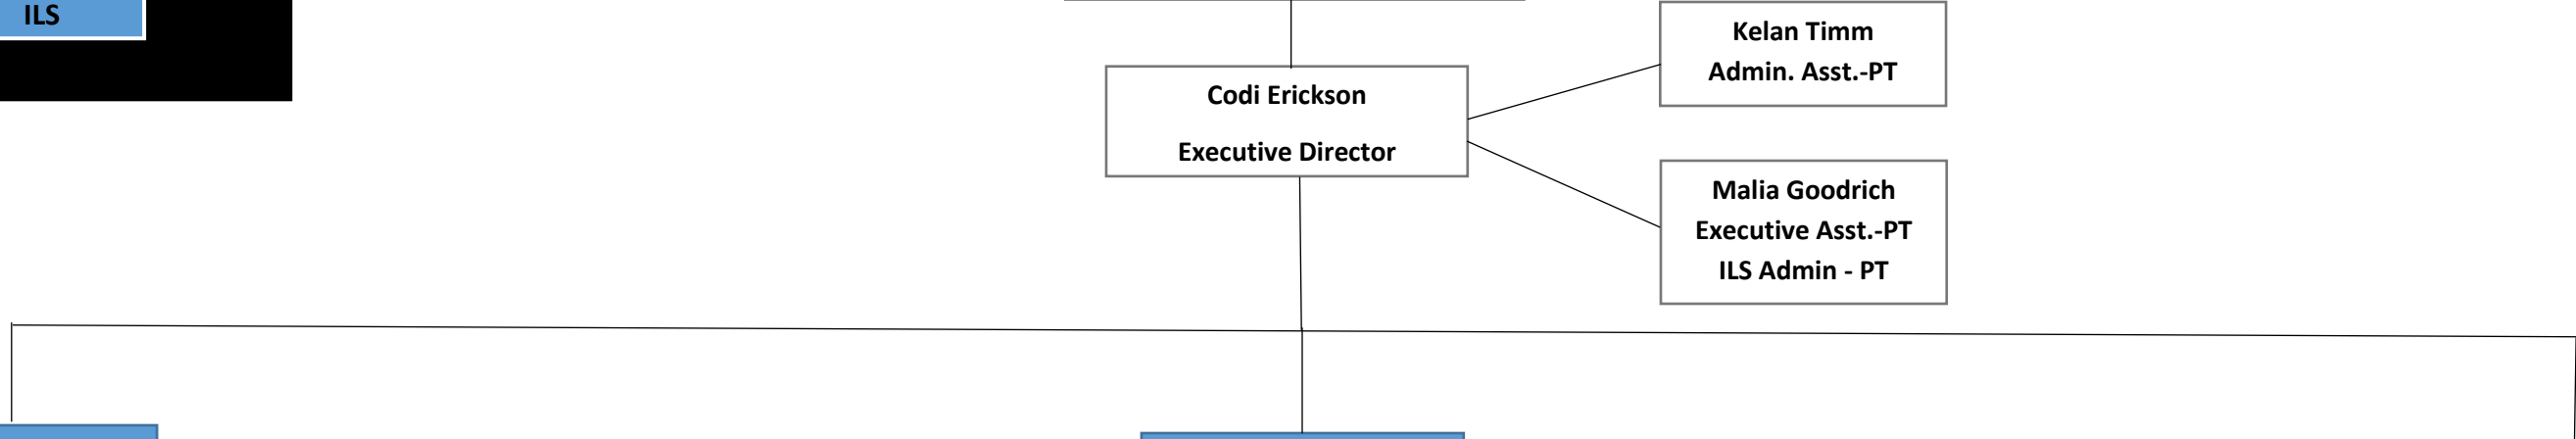 ILS
Kelan Timm
Admin. Asst.-PT
Codi Erickson
Executive Director
Malia Goodrich
Executive Asst.-PT
ILS Admin - PT